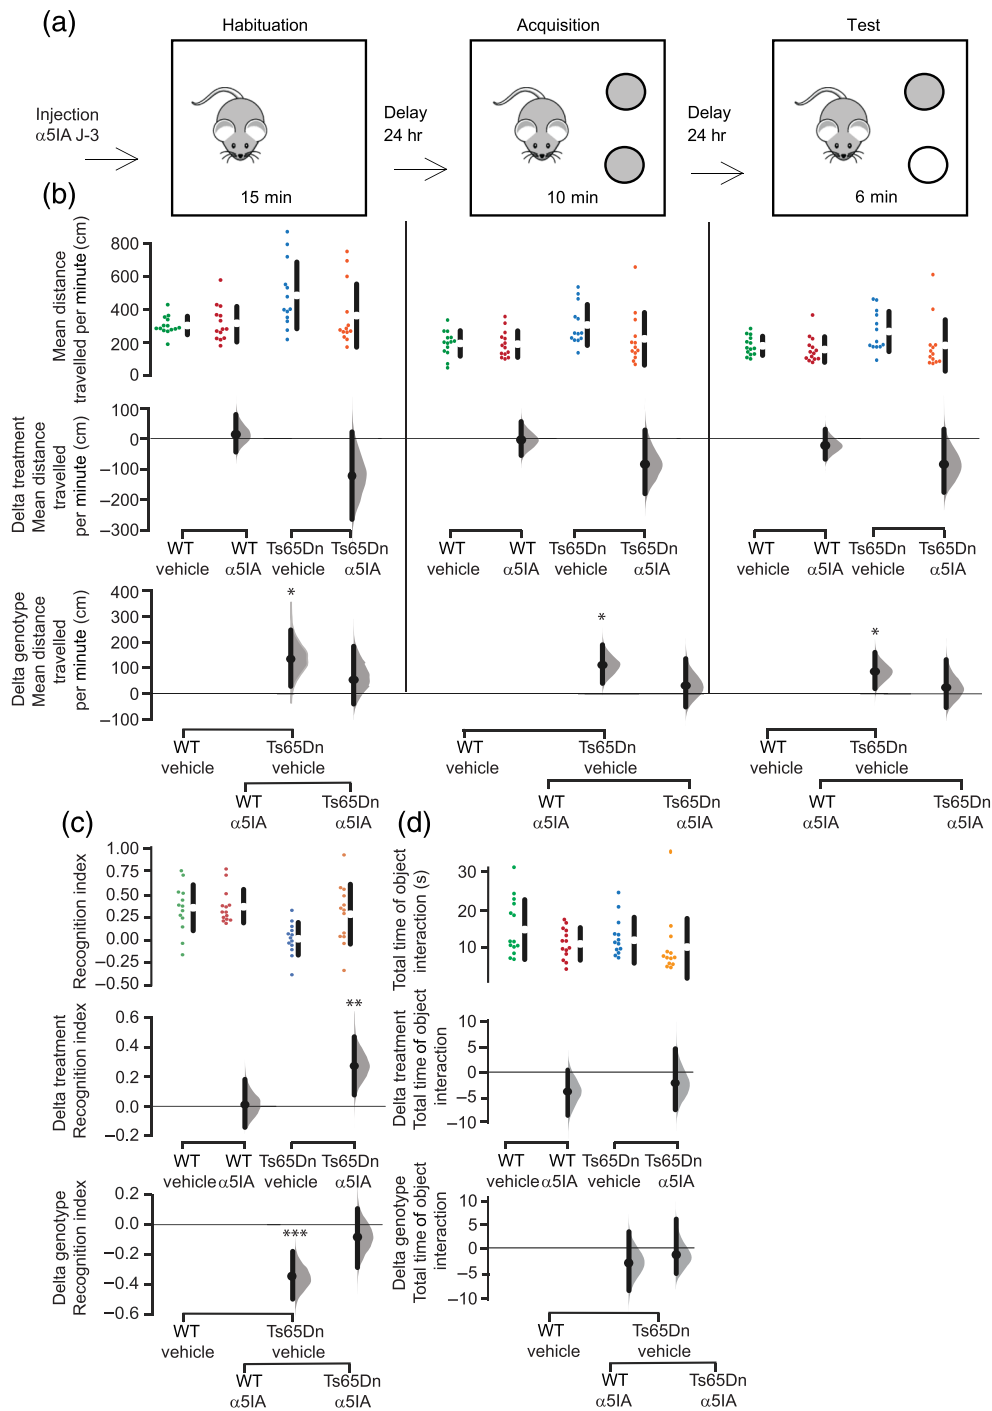 (a)
Habituation
Acquisition
Test
Injection
α5IA J-3
Delay
24 hr
Delay
24 hr
15 min
10 min
6 min
(b)
Mean distance
travelled per minute (cm)
800
600
400
200
0
Delta treatment
Mean distance
travelled
per minute (cm)
100
0
−100
−200
−300
WT
vehicle
WT
α5IA
Ts65Dn
vehicle
Ts65Dn
α5IA
WT
vehicle
WT
α5IA
Ts65Dn
vehicle
Ts65Dn
α5IA
WT
vehicle
WT
α5IA
Ts65Dn
vehicle
Ts65Dn
α5IA
Delta genotype
Mean distance
travelled
per minute (cm)
400
300
200
100
0
−100
*
*
*
WT
vehicle
Ts65Dn
vehicle
WT
α5IA
Ts65Dn
α5IA
WT
vehicle
Ts65Dn
vehicle
WT
α5IA
Ts65Dn
α5IA
WT
vehicle
Ts65Dn
vehicle
WT
α5IA
Ts65Dn
α5IA
(c)
Recognition index
1.00
0.75
0.50
0.25
0.00
−0.25
−0.50
Delta treatment
Recognition index
0.6
0.4
0.2
0.0
−0.2
**
WT
vehicle
WT
α5IA
Ts65Dn
vehicle
Ts65Dn
α5IA
Delta genotype
Recognition index
0.2
0.0
−0.2
−0.4
−0.6
***
WT
vehicle
Ts65Dn
vehicle
WT
α5IA
Ts65Dn
α5IA
(d)
Total time of object
interaction (s)
30
20
10
Delta treatment
Total time of object
interaction
10
5
0
−5
−10
WT
vehicle
WT
α5IA
Ts65Dn
vehicle
Ts65Dn
α5IA
Delta genotype
Total time of object
interaction
10
5
0
−5
−10
WT
vehicle
Ts65Dn
vehicle
WT
α5IA
Ts65Dn
α5IA